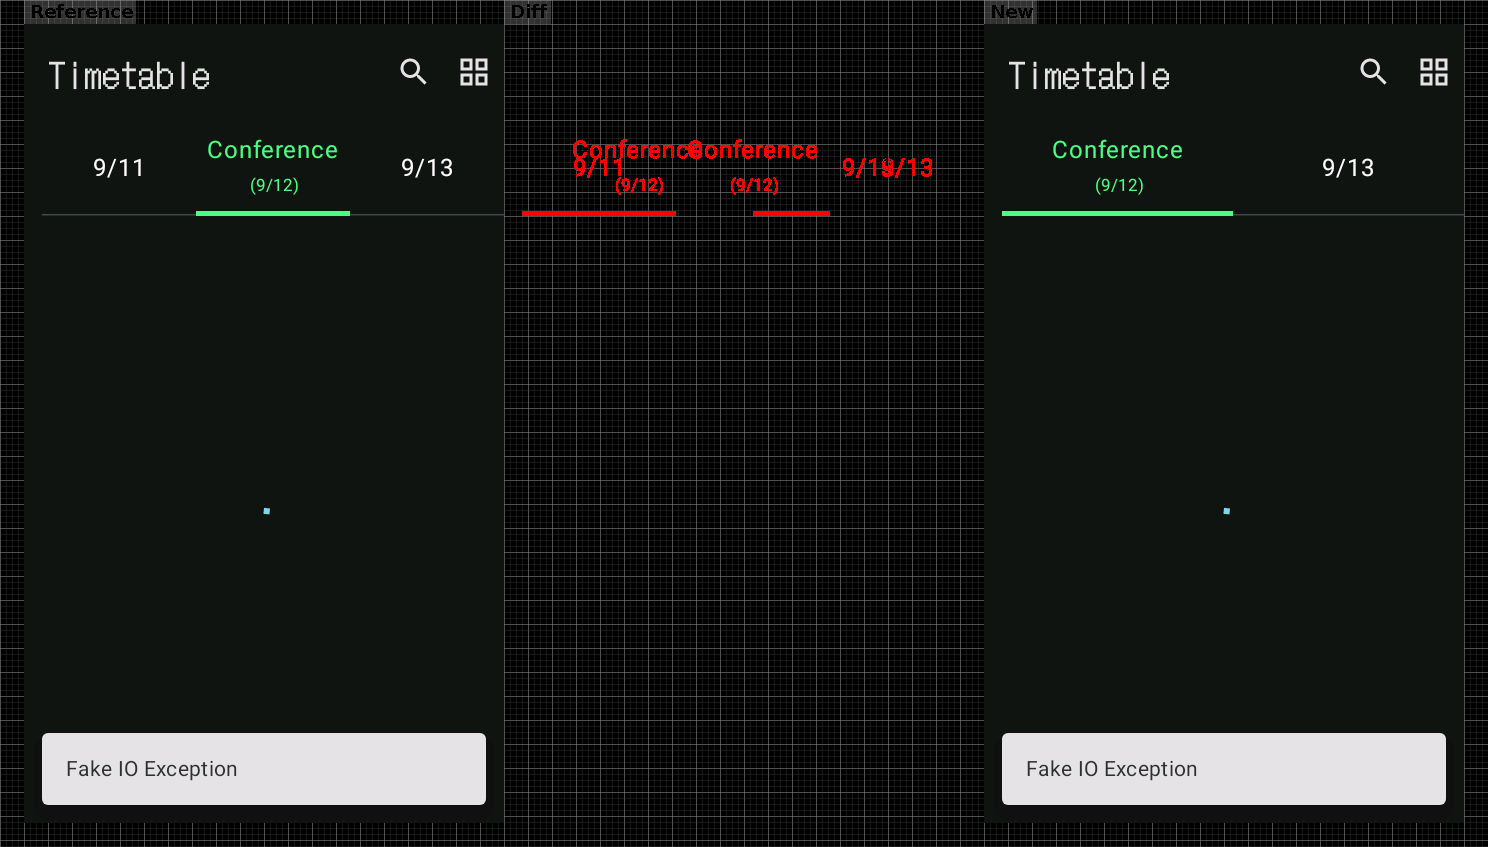 Reference
Timetable
9/11
Conference
(9/12)
9/13
Fake IO Exception
Diff
Conference
Conference
9/11
(9/12)
(9/12)
9/13
9/13
New
Timetable
Conference
(9/12)
9/13
Fake IO Exception